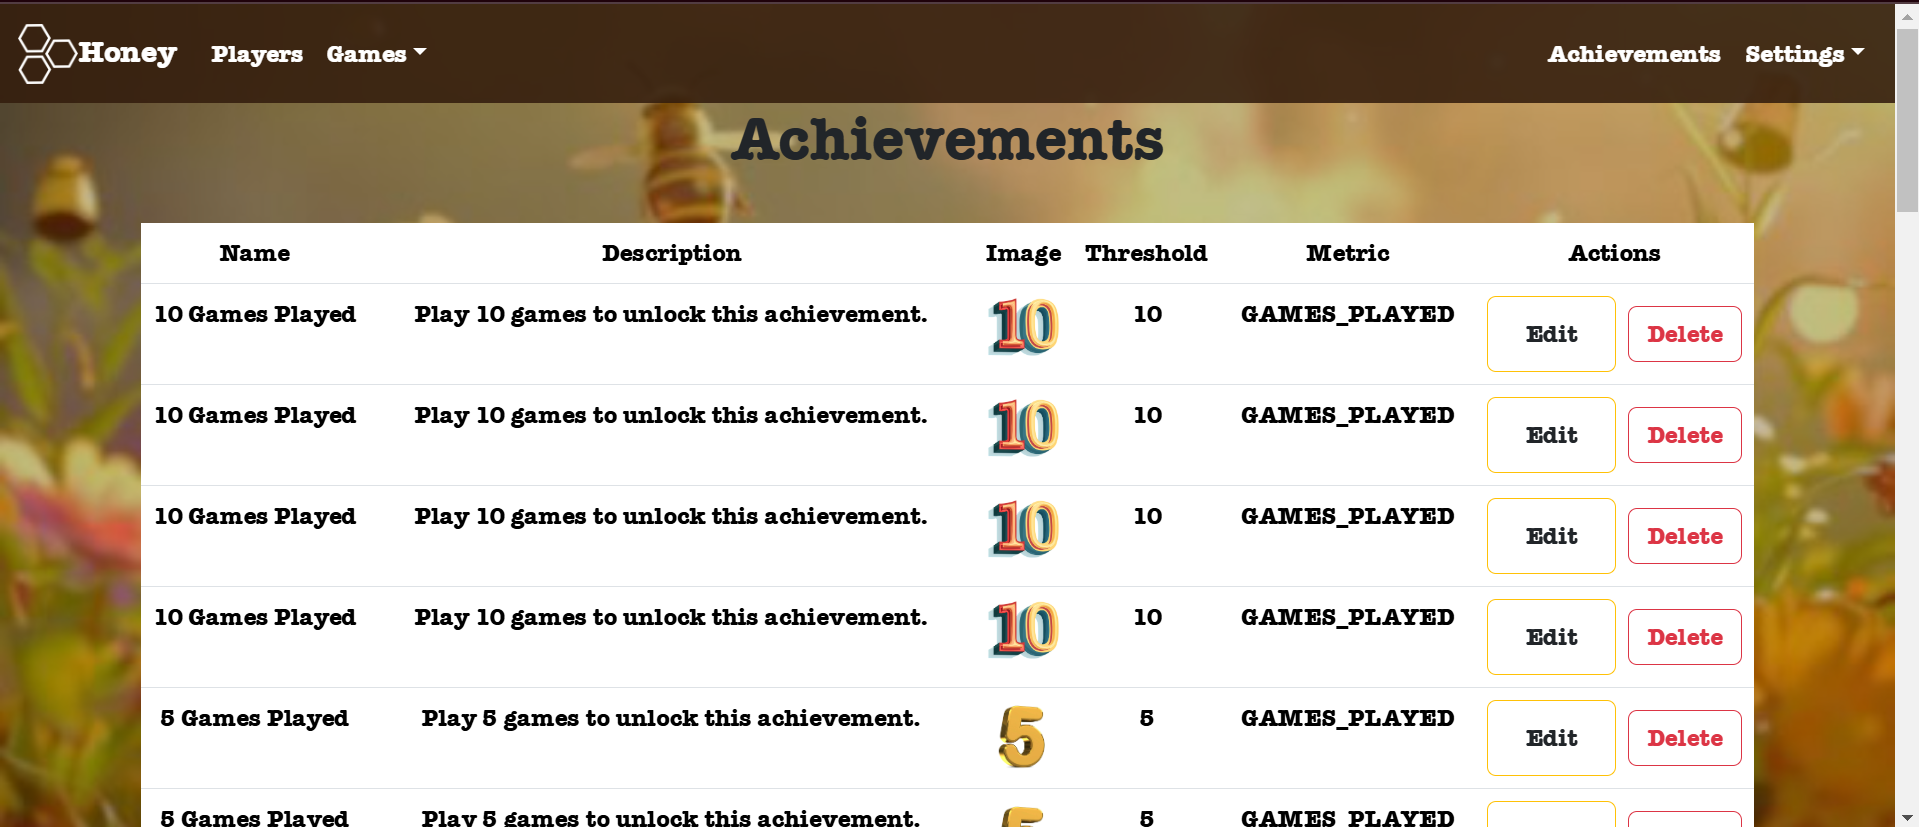 Honey Players Games Achievements Settings
Achievements
Name Description Image Threshold Metric Actions
10 Games Played Play 10 games to unlock this achievement. 10 10 GAMES_PLAYED Edit Delete
10 Games Played Play 10 games to unlock this achievement. 10 10 GAMES_PLAYED Edit Delete
10 Games Played Play 10 games to unlock this achievement. 10 10 GAMES_PLAYED Edit Delete
10 Games Played Play 10 games to unlock this achievement. 10 10 GAMES_PLAYED Edit Delete
5 Games Played Play 5 games to unlock this achievement. 5 5 GAMES_PLAYED Edit Delete
5 Games Played Play 5 games to unlock this achievement. 5 5 GAMES_PLAYED